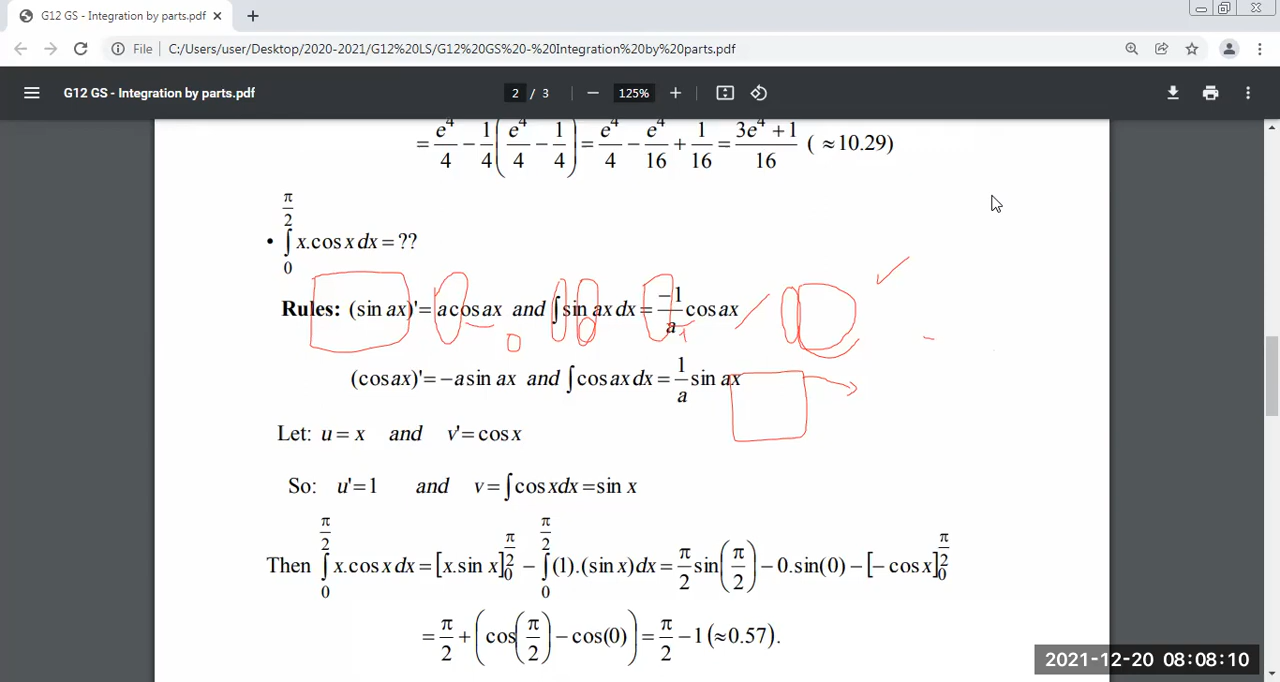 G12 GS - Integration by parts.pdf
File | C:/Users/user/Desktop/2020-2021/G12%20LS/G12%20GS%20-%20Integration%20by%20parts.pdf
G12 GS - Integration by parts.pdf 2 / 3 — 125% +
= e⁴/4 − 1/4(e⁴/4 − 1/4) = e⁴/4 − e⁴/16 + 1/16 = (3e⁴+1)/16 ( ≈10.29)
• ∫₀^(π/2) x.cos x dx = ??
Rules: (sin ax)'= a cos ax and ∫sin ax dx = −1/a cos ax
(cos ax)'= −a sin ax and ∫cos ax dx = 1/a sin ax
Let: u = x and v'= cos x
So: u'=1 and v= ∫cos xdx =sin x
Then ∫₀^(π/2) x.cos x dx = [x.sin x]₀^(π/2) − ∫₀^(π/2) (1).(sin x)dx = π/2 sin(π/2) − 0.sin(0) − [− cos x]₀^(π/2)
= π/2 + (cos(π/2) − cos(0)) = π/2 −1 (≈0.57).
2021-12-20 08:08:10